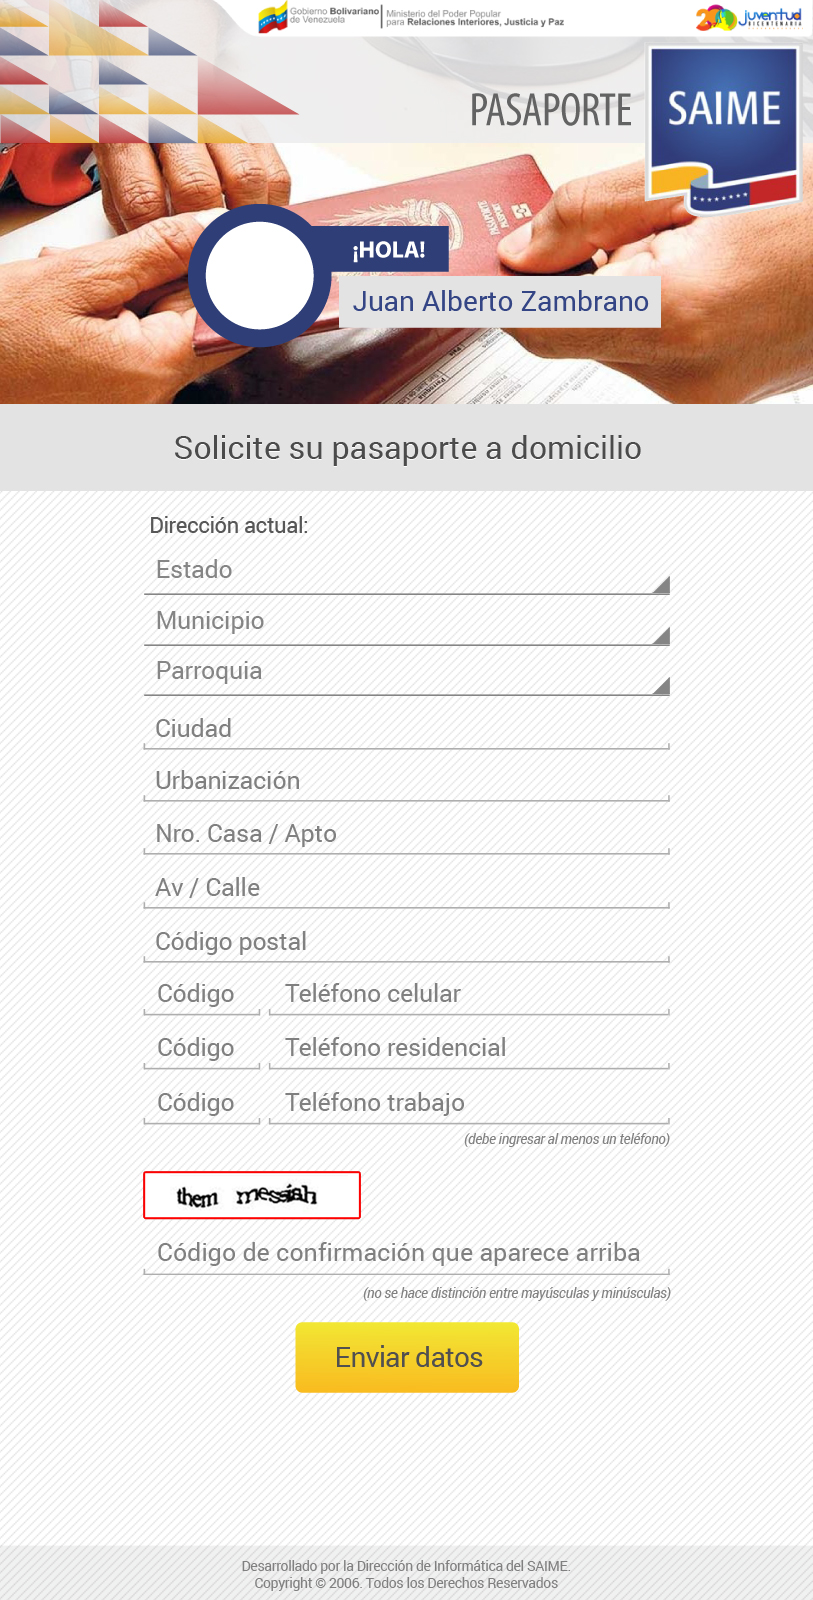 Gobierno Bolivariano
de Venezuela
Ministerio del Poder Popular
para Relaciones Interiores, Justicia y Paz
200 juventud
BICENTENARIA
PASAPORTE
SAIME
PASAPORTE
¡HOLA!
Juan Alberto Zambrano
Solicite su pasaporte a domicilio
Dirección actual:
Estado
Municipio
Parroquia
Ciudad
Urbanización
Nro. Casa / Apto
Av / Calle
Código postal
Código Teléfono celular
Código Teléfono residencial
Código Teléfono trabajo
(debe ingresar al menos un teléfono)
them messiah
Código de confirmación que aparece arriba
(no se hace distinción entre mayúsculas y minúsculas)
Enviar datos
Desarrollado por la Dirección de Informática del SAIME.
Copyright © 2006. Todos los Derechos Reservados